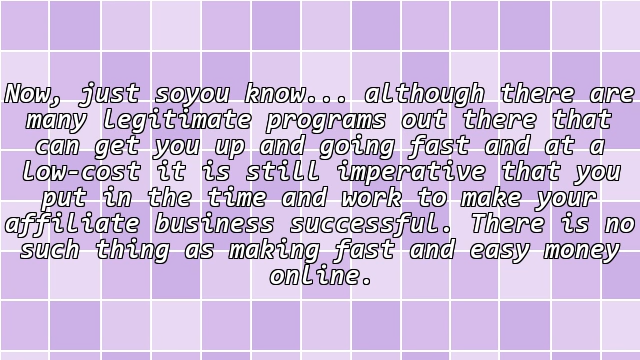 Now, just soyou know... although there are
many legitimate programs out there that
can get you up and going fast and at a
low-cost it is still imperative that you
put in the time and work to make your
affiliate business successful. There is no
such thing as making fast and easy money
online.